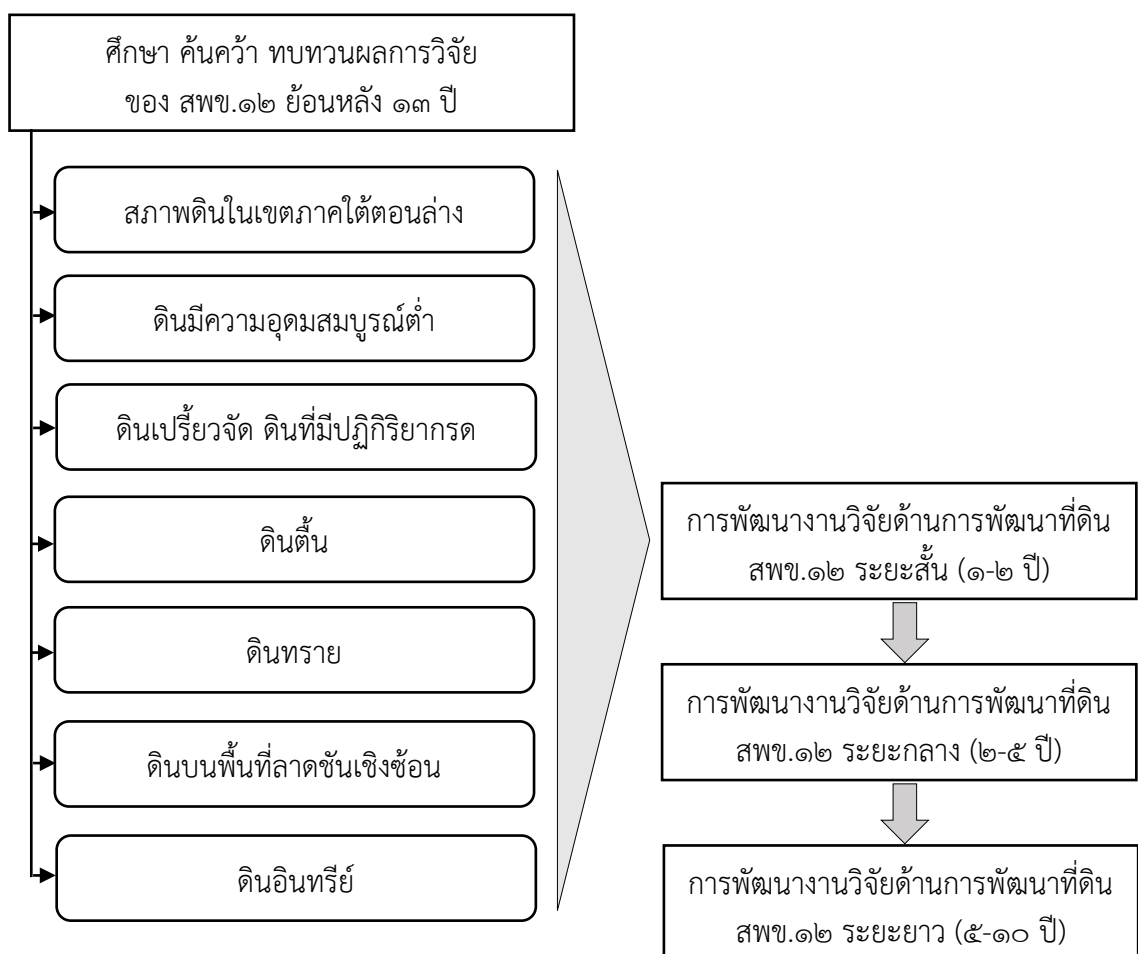 ศึกษา ค้นคว้า ทบทวนผลการวิจัย
ของ สพข.๑๒ ย้อนหลัง ๑๓ ปี
สภาพดินในเขตภาคใต้ตอนล่าง
ดินมีความอุดมสมบูรณ์ต่ำ
ดินเปรี้ยวจัด ดินที่มีปฏิกิริยากรด
ดินตื้น
ดินทราย
ดินบนพื้นที่ลาดชันเชิงซ้อน
ดินอินทรีย์
การพัฒนางานวิจัยด้านการพัฒนาที่ดิน
สพข.๑๒ ระยะสั้น (๑-๒ ปี)
การพัฒนางานวิจัยด้านการพัฒนาที่ดิน
สพข.๑๒ ระยะกลาง (๒-๕ ปี)
การพัฒนางานวิจัยด้านการพัฒนาที่ดิน
สพข.๑๒ ระยะยาว (๕-๑๐ ปี)